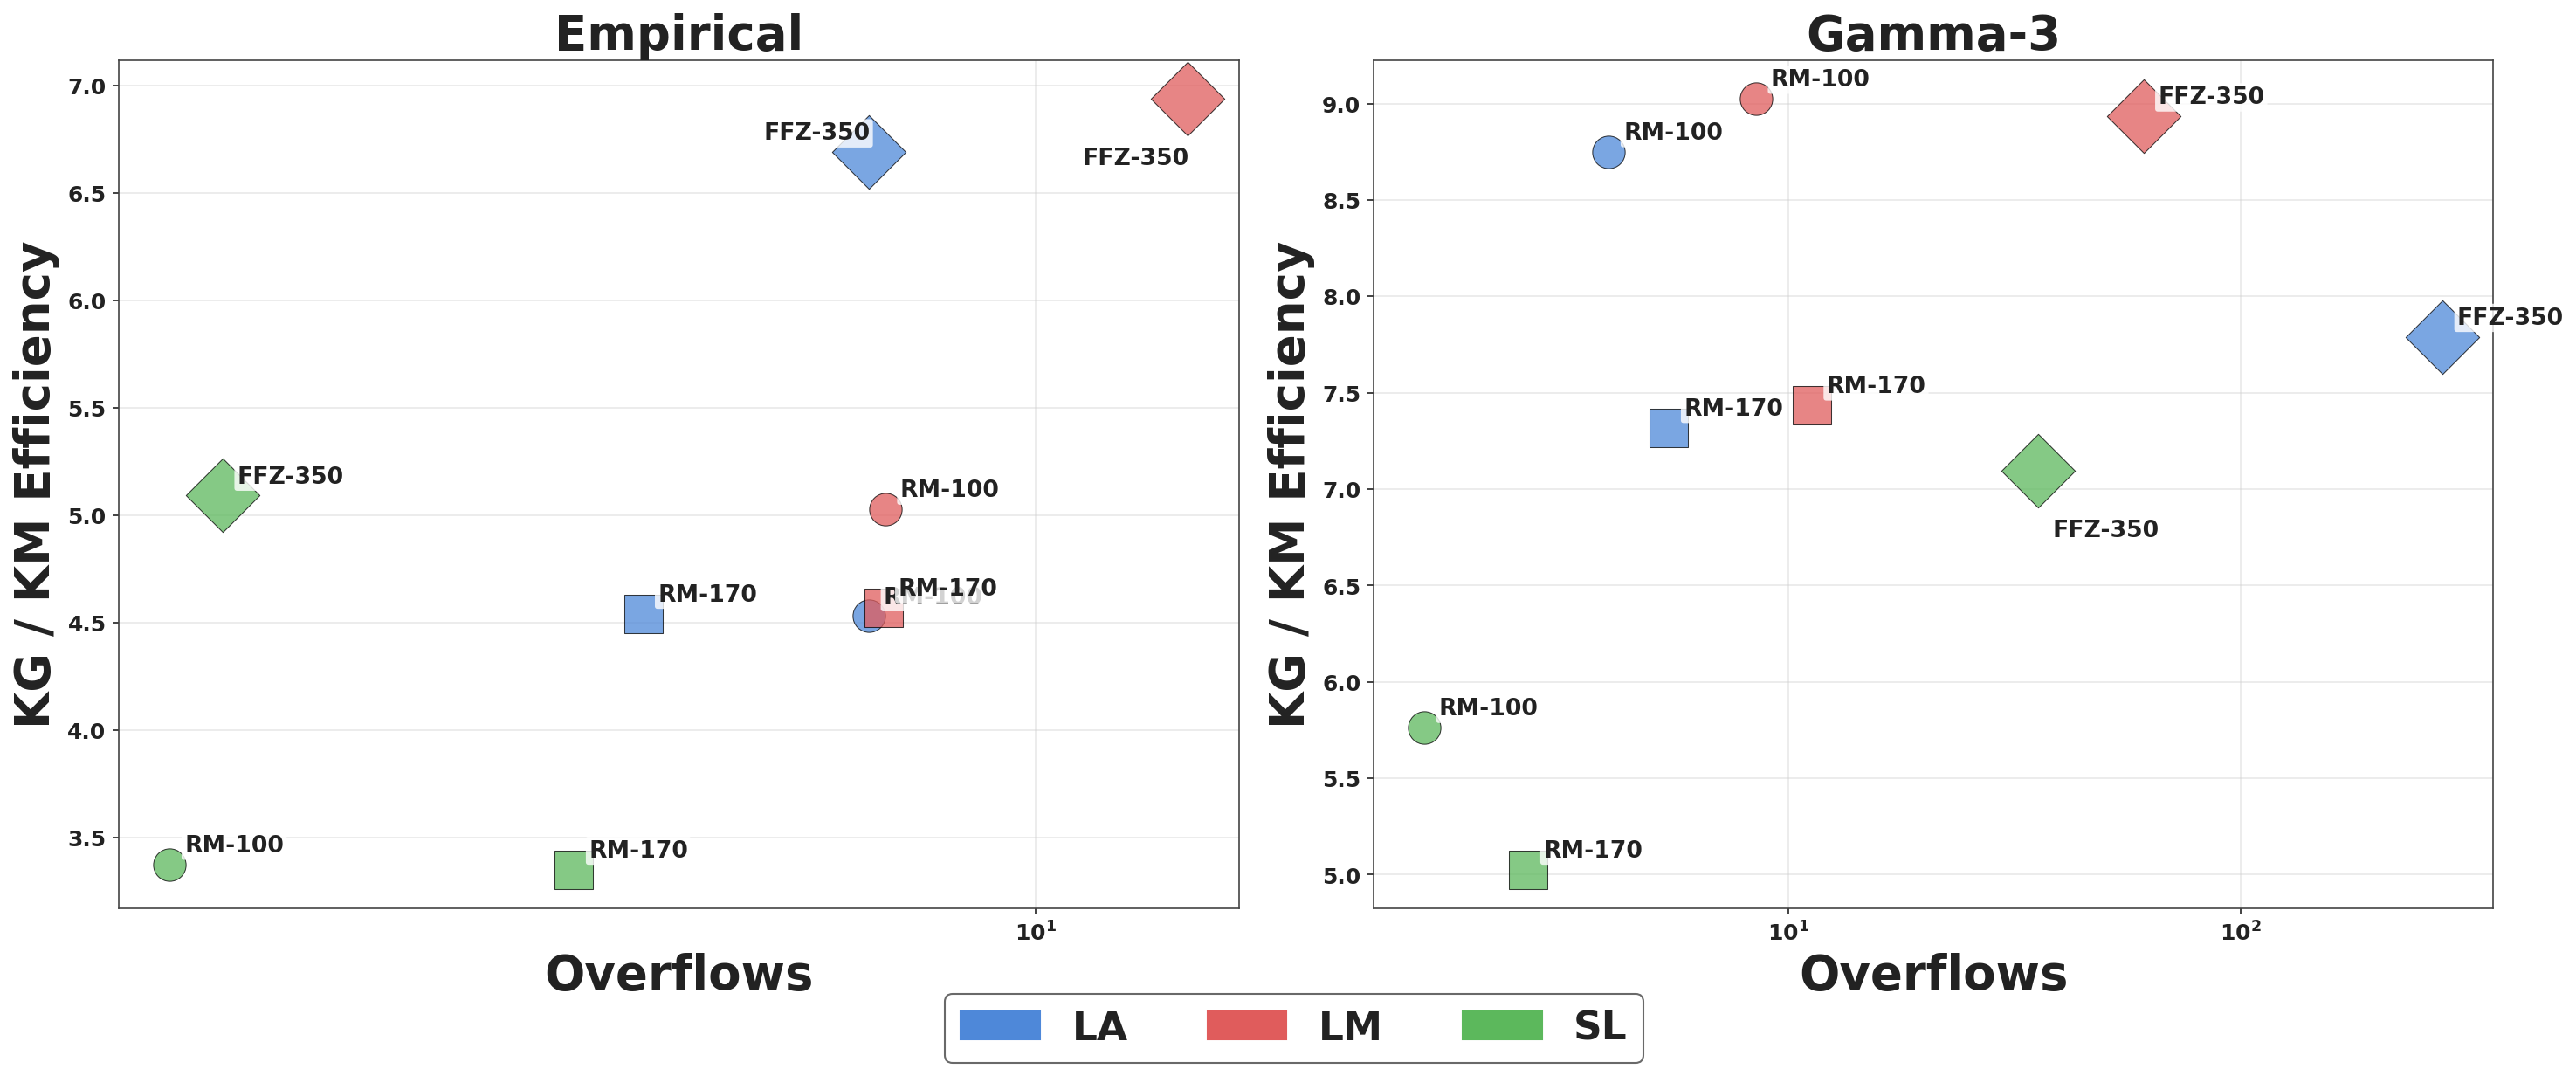 Empirical
Gamma-3
KG / KM Efficiency
7.0
6.5
6.0
5.5
5.0
4.5
4.0
3.5
FFZ-350
FFZ-350
FFZ-350
RM-100
RM-170
RM-170
RM-100
RM-100
RM-170
10¹
Overflows
KG / KM Efficiency
9.0
8.5
8.0
7.5
7.0
6.5
6.0
5.5
5.0
RM-100
FFZ-350
RM-100
FFZ-350
RM-170
RM-170
FFZ-350
RM-100
RM-170
10¹ 10²
Overflows
LA LM SL